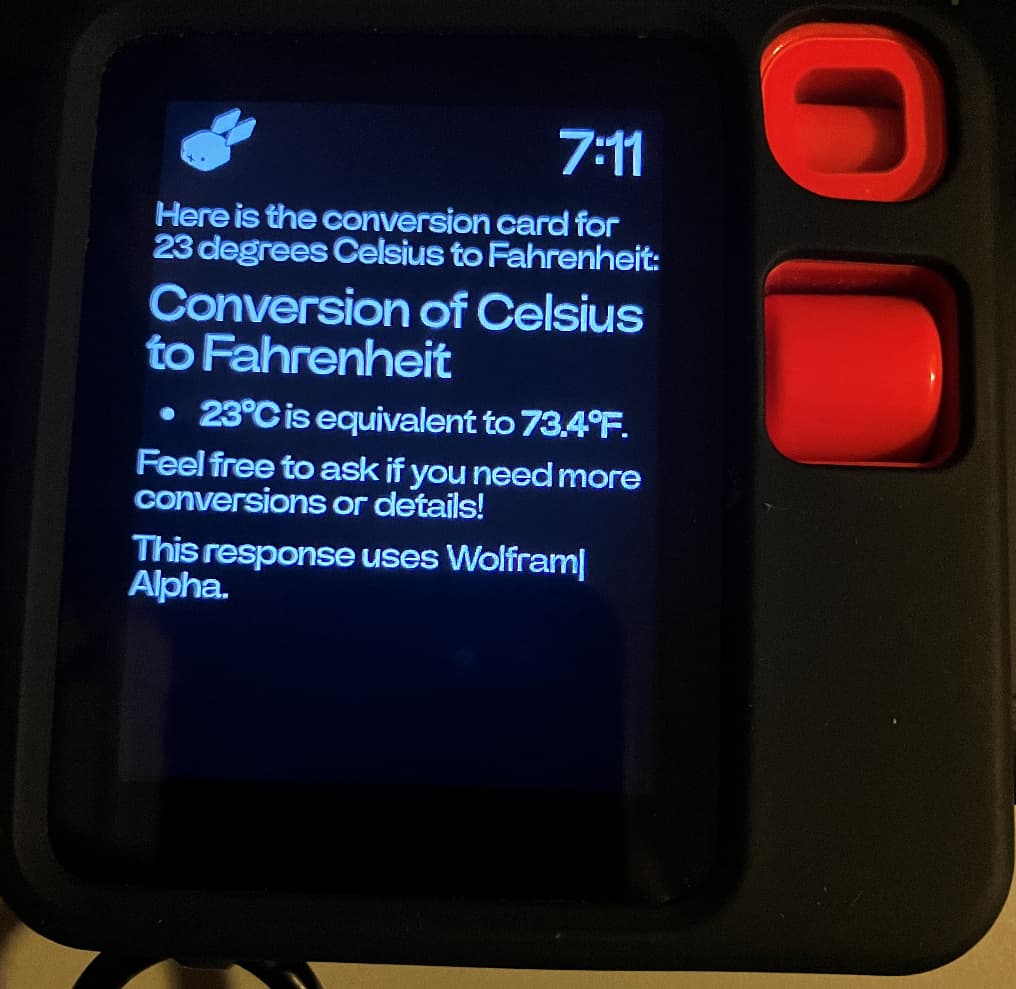 7:11
Here is the conversion card for
23 degrees Celsius to Fahrenheit:
Conversion of Celsius
to Fahrenheit
• 23°C is equivalent to 73.4°F.
Feel free to ask if you need more
conversions or details!
This response uses Wolfram|
Alpha.